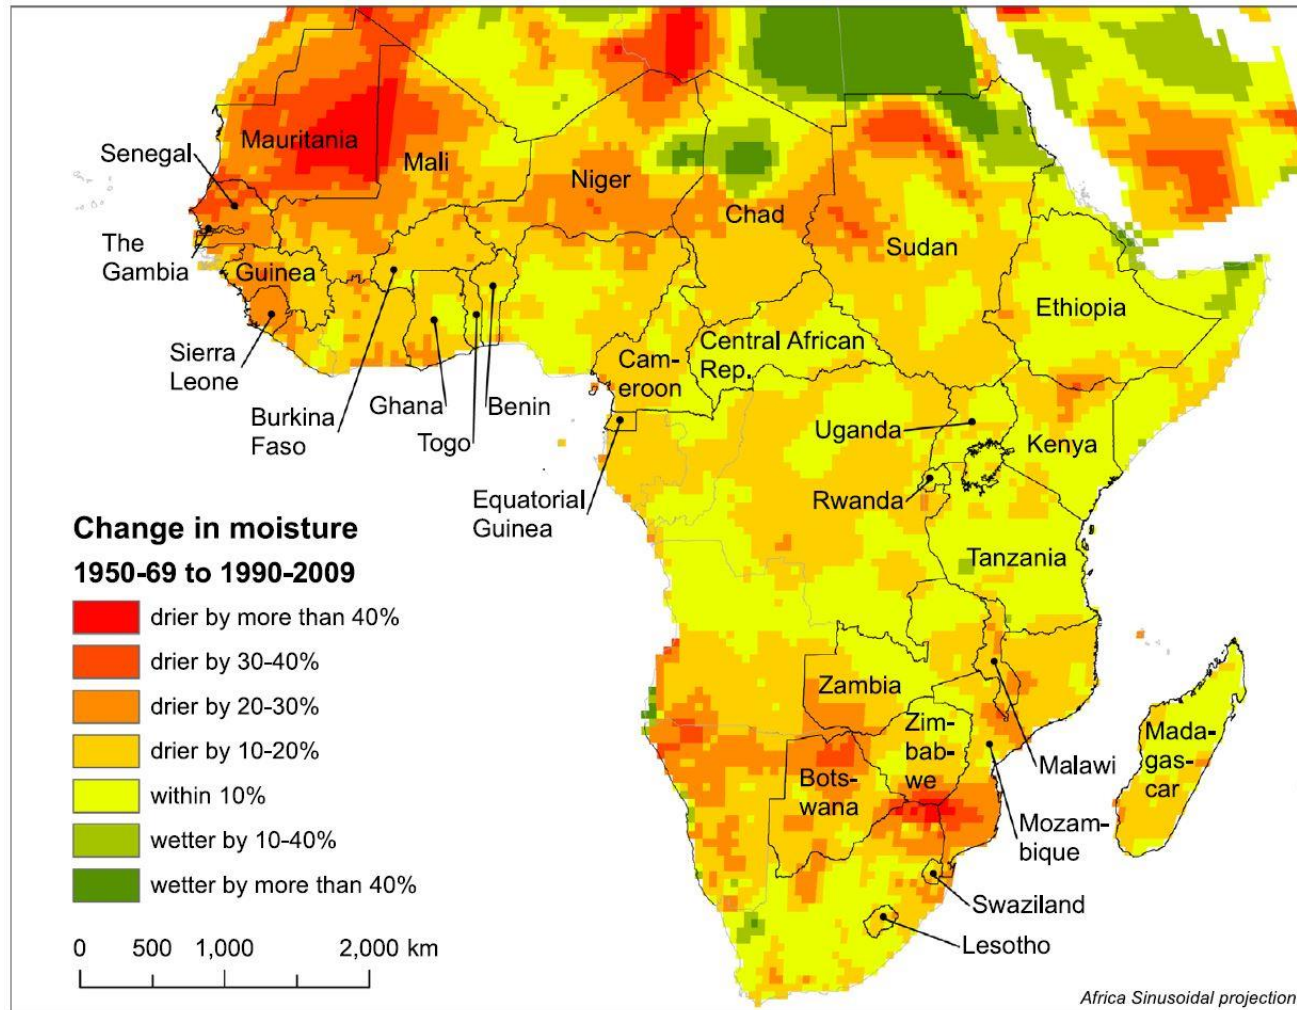 Mauritania
Senegal
Mali
Niger
Chad
Sudan
The
Gambia
Guinea
Ethiopia
Sierra
Leone
Burkina
Faso
Ghana
Togo
Benin
Cam-
eroon
Central African
Rep.
Uganda
Kenya
Rwanda
Equatorial
Guinea
Tanzania
Change in moisture
1950-69 to 1990-2009
drier by more than 40%
drier by 30-40%
drier by 20-30%
drier by 10-20%
within 10%
wetter by 10-40%
wetter by more than 40%
0 500 1,000 2,000 km
Zambia
Zim-
bab-
we
Bots-
wana
Malawi
Mada-
gas-
car
Mozam-
bique
Swaziland
Lesotho
Africa Sinusoidal projection